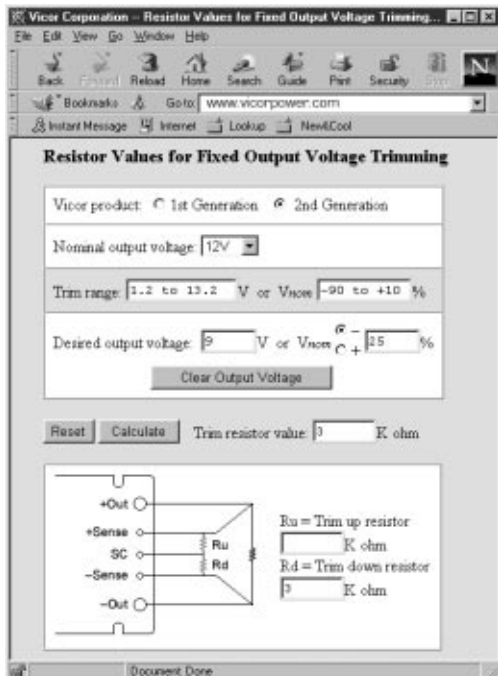 Vicor Corporation -- Resistor Values for Fixed Output Voltage Trimming...
File Edit View Go Window Help
Back Forward Reload Home Search Guide Print Security Stop N
Bookmarks Go to: www.vicorpower.com
Instant Message Internet Lookup New&Cool
Resistor Values for Fixed Output Voltage Trimming
Vicor product: 1st Generation 2nd Generation
Nominal output voltage: 12V
Trim range: 1.2 to 13.2 V or Vnom -90 to +10 %
Desired output voltage: 9 V or Vnom - + 25 %
Clear Output Voltage
Reset Calculate Trim resistor value: 3 K ohm
+Out
+Sense
SC
-Sense
-Out
Ru
Rd
Ru = Trim up resistor
K ohm
Rd = Trim down resistor
3 K ohm
Document Done